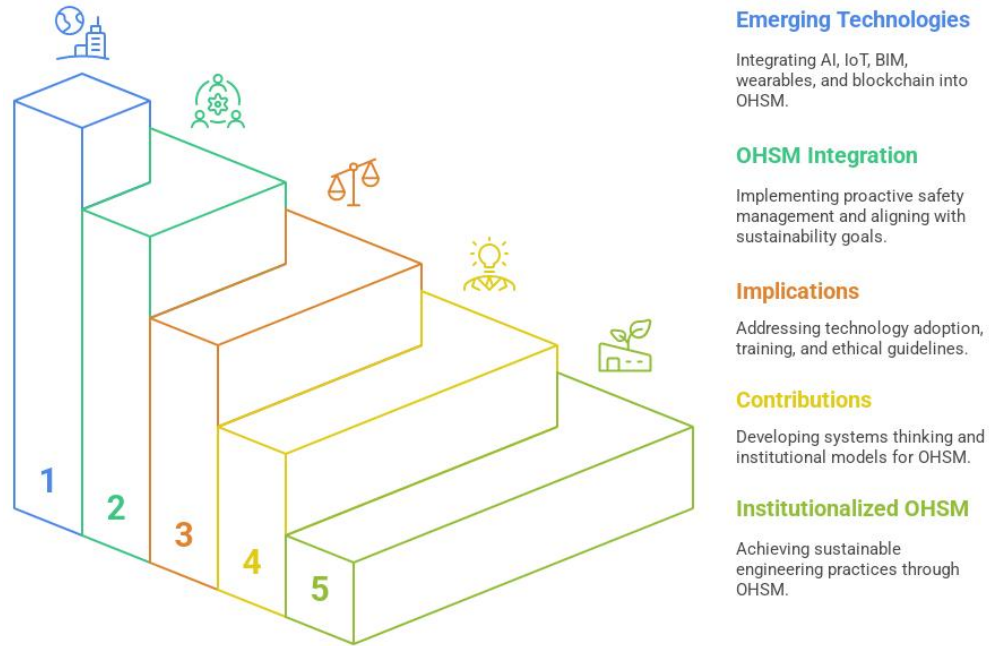 Emerging Technologies
Integrating AI, IoT, BIM,
wearables, and blockchain into
OHSM.
OHSM Integration
Implementing proactive safety
management and aligning with
sustainability goals.
Implications
Addressing technology adoption,
training, and ethical guidelines.
Contributions
Developing systems thinking and
institutional models for OHSM.
Institutionalized OHSM
Achieving sustainable
engineering practices through
OHSM.
1
2
3
4
5